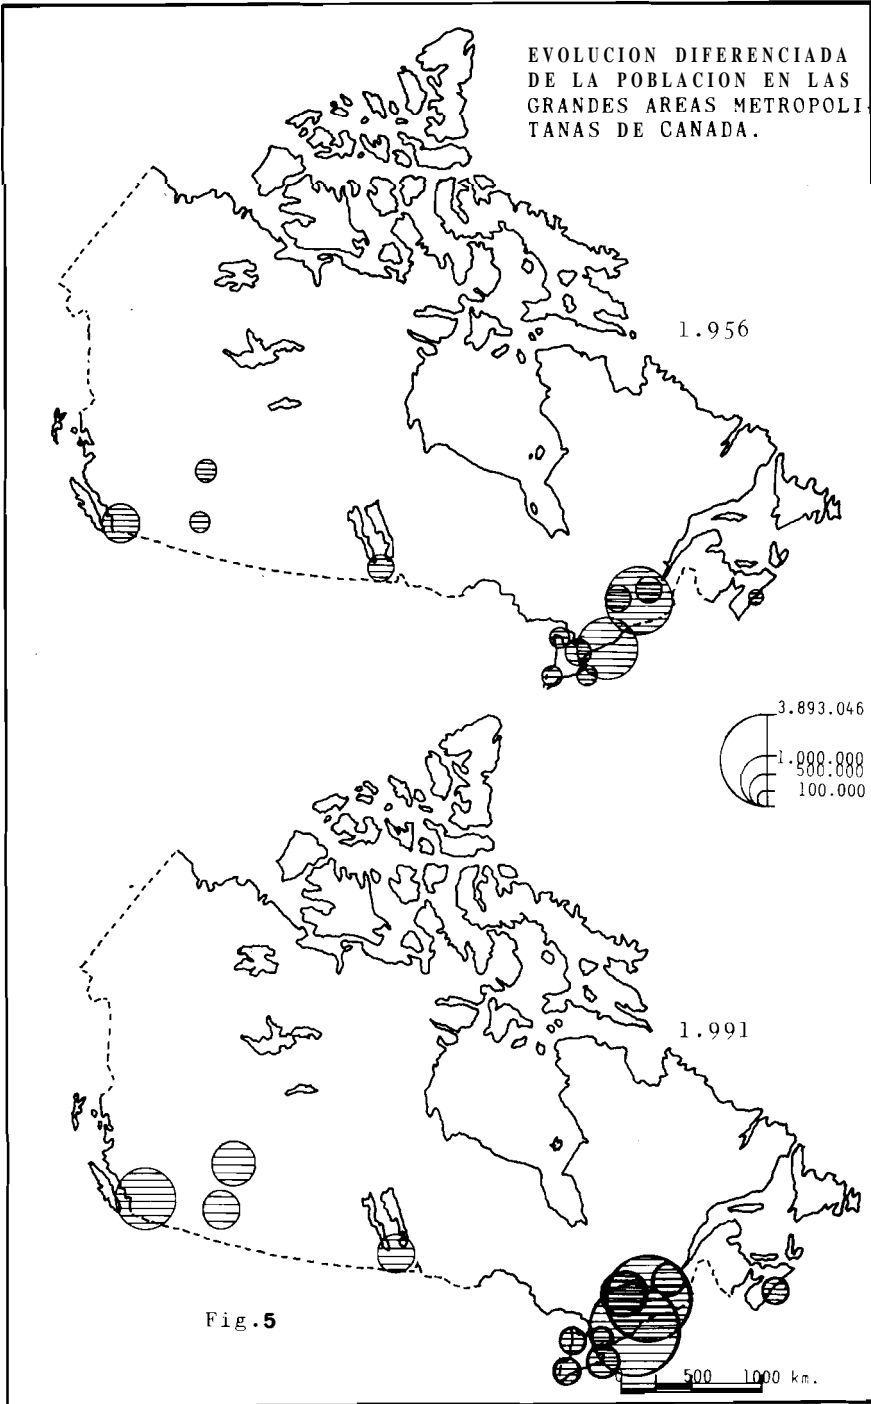 EVOLUCION DIFERENCIADA
DE LA POBLACION EN LAS
GRANDES AREAS METROPOLI-
TANAS DE CANADA.
1.956
3.893.046
1.000.000
500.000
100.000
1.991
Fig.5
0 500 1000 km.